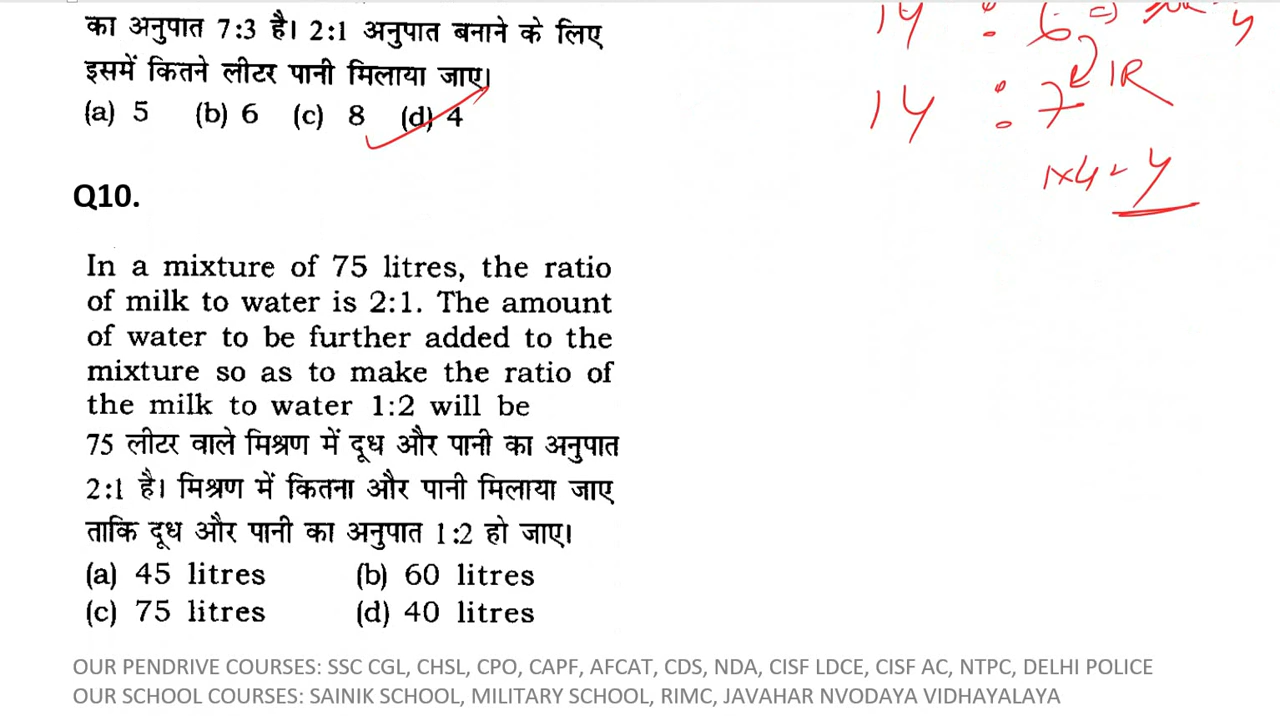 का अनुपात 7:3 है। 2:1 अनुपात बनाने के लिए
इसमें कितने लीटर पानी मिलाया जाए।
(a) 5 (b) 6 (c) 8 (d) 4
14 : 6
14 : 7 1R
1×4 = 4
Q10.
In a mixture of 75 litres, the ratio
of milk to water is 2:1. The amount
of water to be further added to the
mixture so as to make the ratio of
the milk to water 1:2 will be
75 लीटर वाले मिश्रण में दूध और पानी का अनुपात
2:1 है। मिश्रण में कितना और पानी मिलाया जाए
ताकि दूध और पानी का अनुपात 1:2 हो जाए।
(a) 45 litres (b) 60 litres
(c) 75 litres (d) 40 litres
OUR PENDRIVE COURSES: SSC CGL, CHSL, CPO, CAPF, AFCAT, CDS, NDA, CISF LDCE, CISF AC, NTPC, DELHI POLICE
OUR SCHOOL COURSES: SAINIK SCHOOL, MILITARY SCHOOL, RIMC, JAVAHAR NVODAYA VIDHAYALAYA